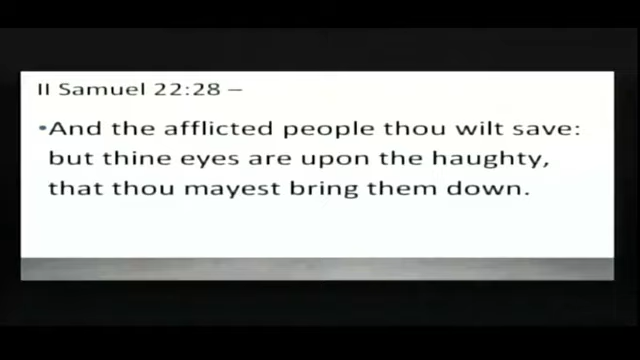 II Samuel 22:28 –
•And the afflicted people thou wilt save:
but thine eyes are upon the haughty,
that thou mayest bring them down.